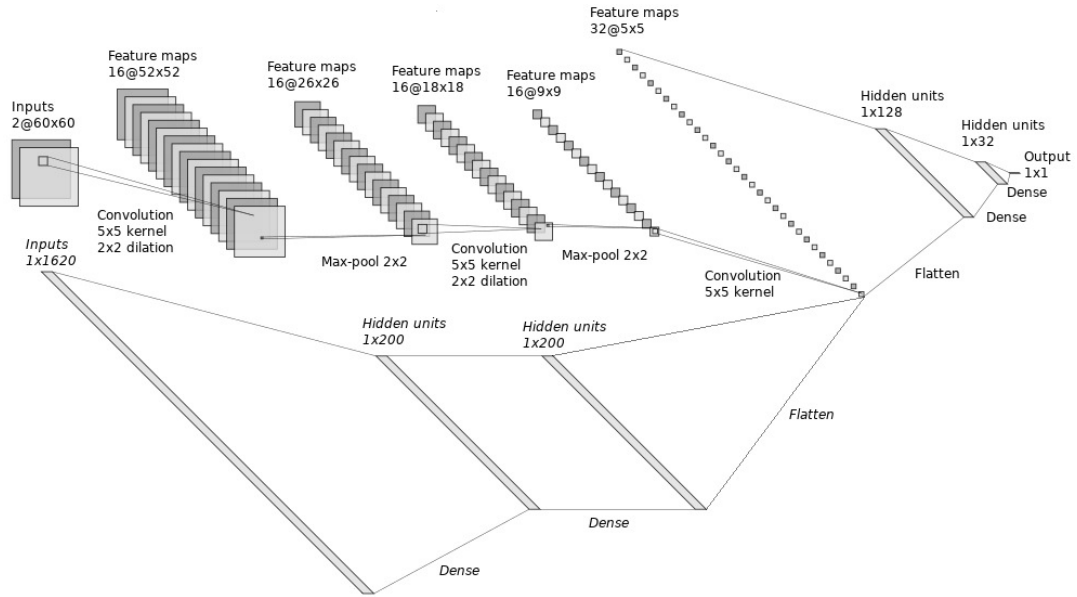 Feature maps
32@5x5
Feature maps
16@52x52
Feature maps
16@26x26
Feature maps
16@18x18
Feature maps
16@9x9
Inputs
2@60x60
Hidden units
1x128
Hidden units
1x32
Output
1x1
Dense
Dense
Convolution
5x5 kernel
2x2 dilation
Max-pool 2x2
Convolution
5x5 kernel
2x2 dilation
Max-pool 2x2
Convolution
5x5 kernel
Flatten
Inputs
1x1620
Hidden units
1x200
Hidden units
1x200
Flatten
Dense
Dense